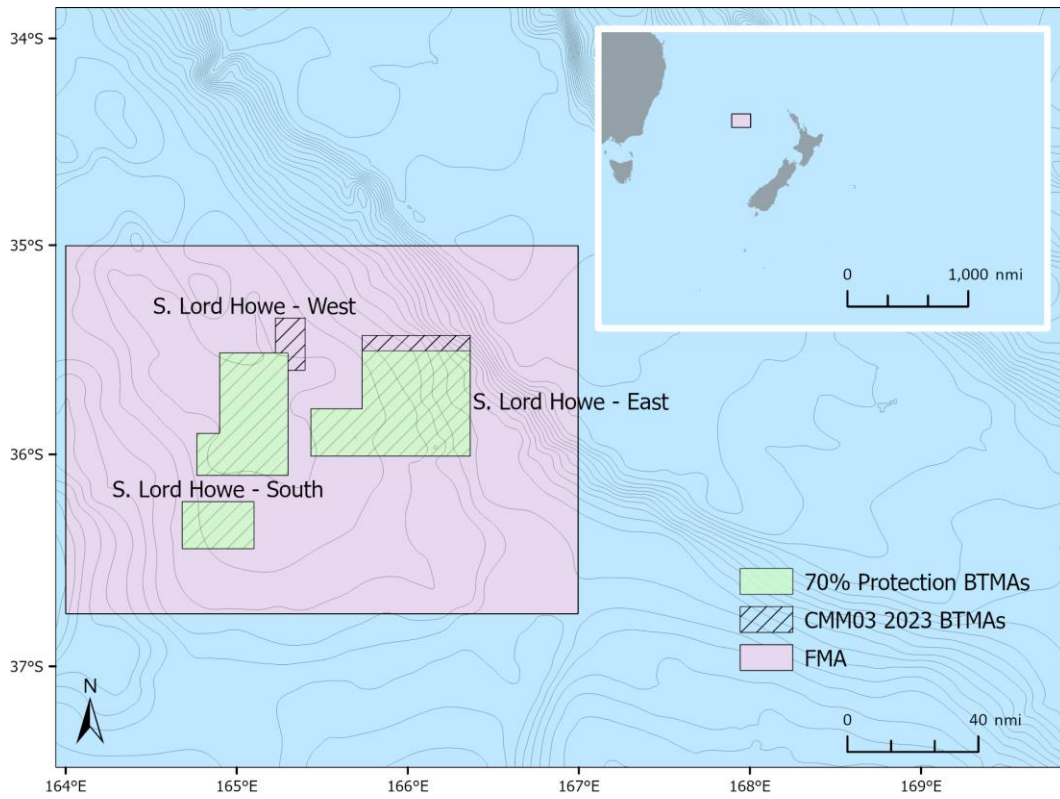 34°S
35°S
36°S
37°S
0 1,000 nmi
S. Lord Howe - West
S. Lord Howe - East
S. Lord Howe - South
70% Protection BTMAs
CMM03 2023 BTMAs
FMA
N
0 40 nmi
164°E 165°E 166°E 167°E 168°E 169°E